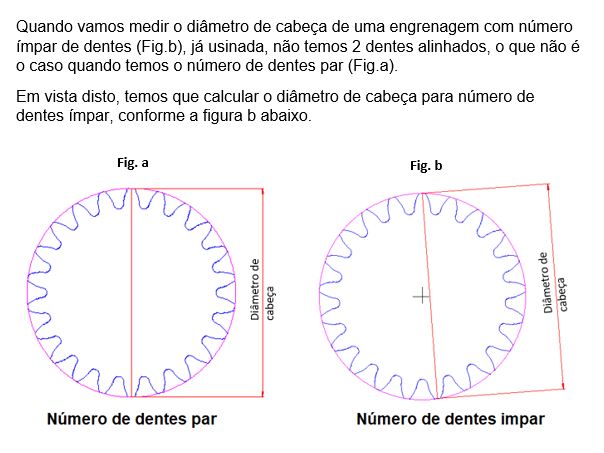 Quando vamos medir o diâmetro de cabeça de uma engrenagem com número
ímpar de dentes (Fig.b), já usinada, não temos 2 dentes alinhados, o que não é
o caso quando temos o número de dentes par (Fig.a).
Em vista disto, temos que calcular o diâmetro de cabeça para número de
dentes ímpar, conforme a figura b abaixo.
Fig. a
Fig. b
Diâmetro de
cabeça
Diâmetro de
cabeça
Número de dentes par
Número de dentes impar